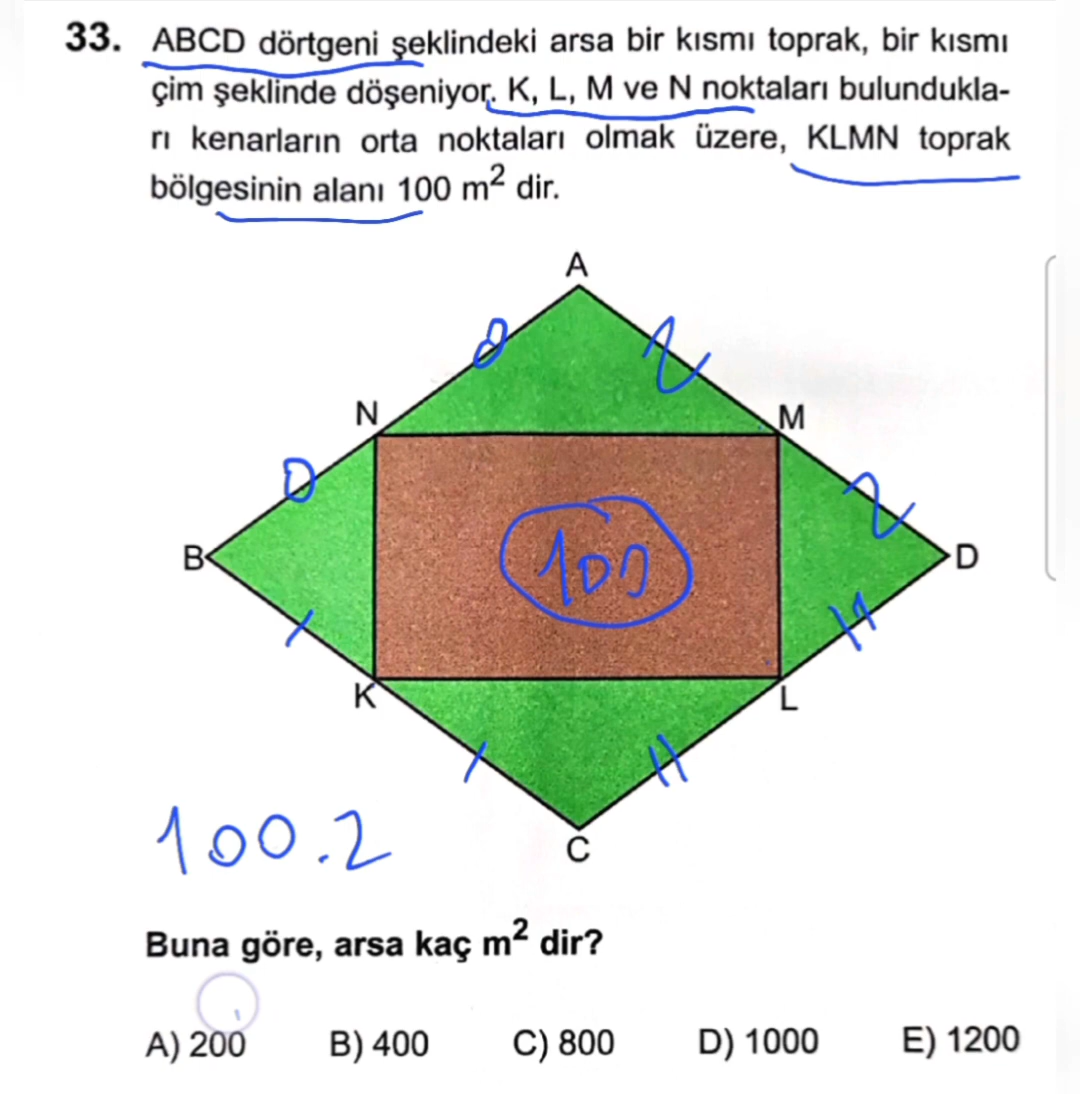 33. ABCD dörtgeni şeklindeki arsa bir kısmı toprak, bir kısmı
çim şeklinde döşeniyor. K, L, M ve N noktaları bulundukla-
rı kenarların orta noktaları olmak üzere, KLMN toprak
bölgesinin alanı 100 m² dir.
A
N
M
B
100
D
K
L
C
100.2
Buna göre, arsa kaç m² dir?
A) 200 B) 400 C) 800 D) 1000 E) 1200